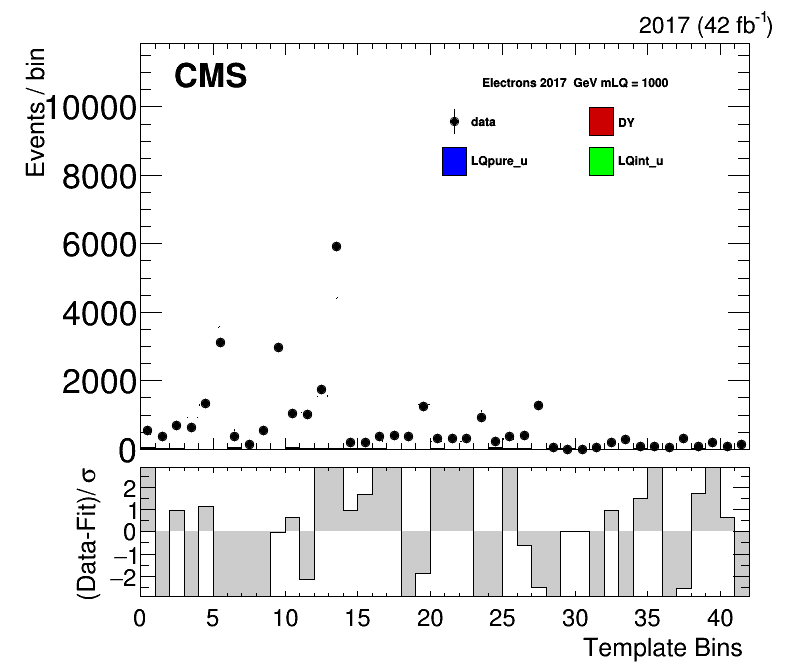 2017 (42 fb-1)
CMS
Electrons 2017 GeV mLQ = 1000
data
DY
LQpure_u
LQint_u
Events / bin
10000
8000
6000
4000
2000
0
(Data-Fit)/ σ
2
1
0
−1
−2
0 5 10 15 20 25 30 35 40
Template Bins